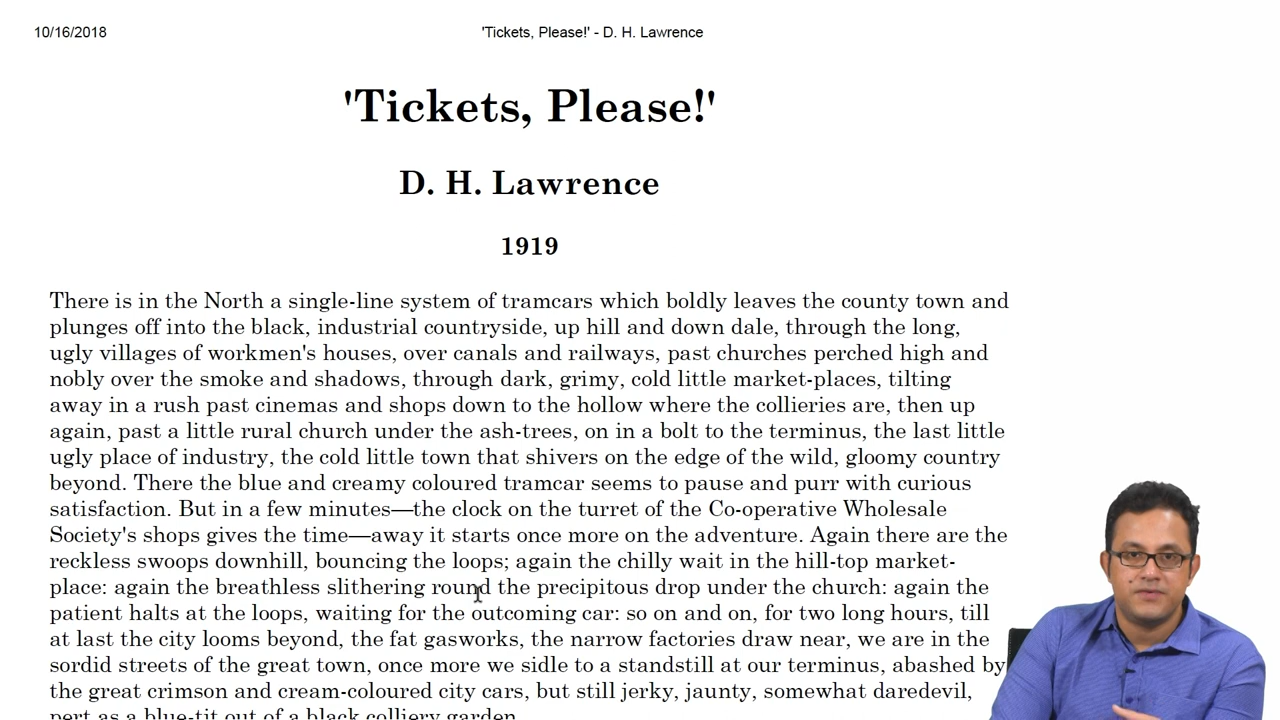 10/16/2018
'Tickets, Please!' - D. H. Lawrence
'Tickets, Please!'
D. H. Lawrence
1919
There is in the North a single-line system of tramcars which boldly leaves the county town and
plunges off into the black, industrial countryside, up hill and down dale, through the long,
ugly villages of workmen's houses, over canals and railways, past churches perched high and
nobly over the smoke and shadows, through dark, grimy, cold little market-places, tilting
away in a rush past cinemas and shops down to the hollow where the collieries are, then up
again, past a little rural church under the ash-trees, on in a bolt to the terminus, the last little
ugly place of industry, the cold little town that shivers on the edge of the wild, gloomy country
beyond. There the blue and creamy coloured tramcar seems to pause and purr with curious
satisfaction. But in a few minutes—the clock on the turret of the Co-operative Wholesale
Society's shops gives the time—away it starts once more on the adventure. Again there are the
reckless swoops downhill, bouncing the loops; again the chilly wait in the hill-top market-
place: again the breathless slithering round the precipitous drop under the church: again the
patient halts at the loops, waiting for the outcoming car: so on and on, for two long hours, till
at last the city looms beyond, the fat gasworks, the narrow factories draw near, we are in the
sordid streets of the great town, once more we sidle to a standstill at our terminus, abashed by
the great crimson and cream-coloured city cars, but still jerky, jaunty, somewhat daredevil,
pert as a blue-tit out of a black colliery garden.